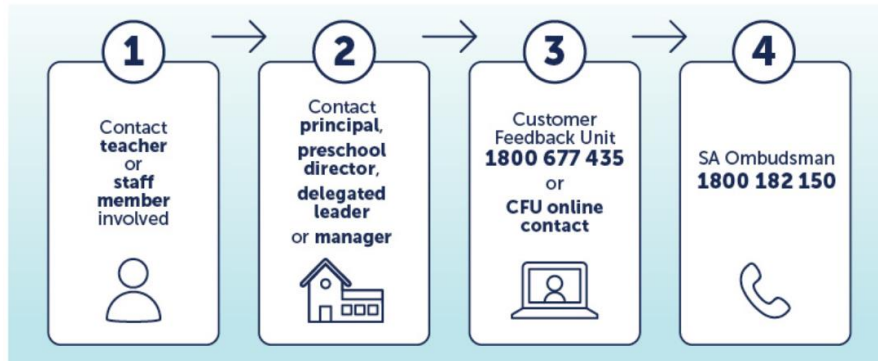 1
Contact
teacher
or
staff
member
involved
2
Contact
principal,
preschool
director,
delegated
leader
or manager
3
Customer
Feedback Unit
1800 677 435
or
CFU online
contact
4
SA Ombudsman
1800 182 150